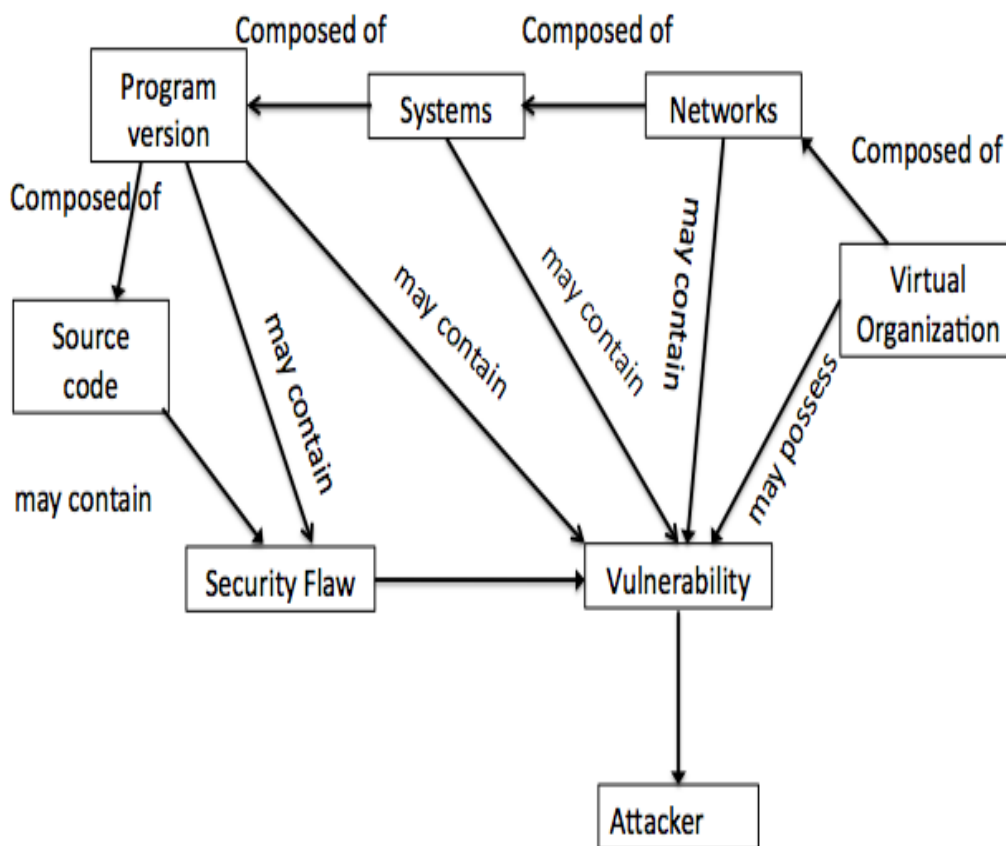 Composed of
Composed of
Program
version
Systems
Networks
Composed of
Composed of
Virtual
Organization
Source
code
may contain
may contain
may contain
may contain
may possess
may contain
Security Flaw
Vulnerability
Attacker